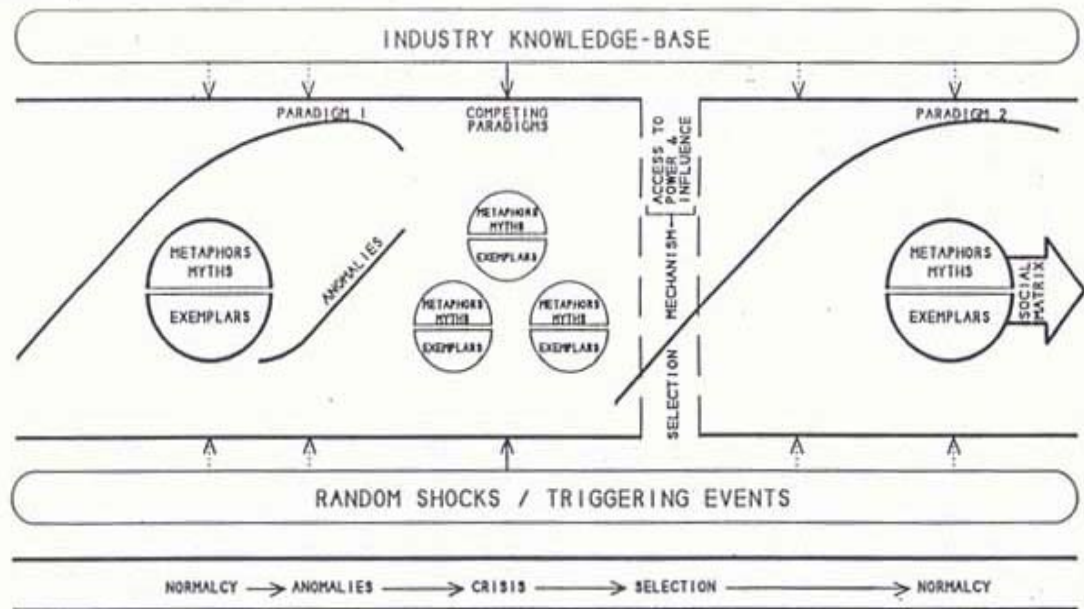 INDUSTRY KNOWLEDGE-BASE
PARADIGM 1
COMPETING
PARADIGMS
ACCESS TO
POWER &
INFLUENCE
PARADIGM 2
METAPHORS
MYTHS
EXEMPLARS
ANOMALIES
METAPHORS
MYTHS
EXEMPLARS
METAPHORS
MYTHS
EXEMPLARS
METAPHORS
MYTHS
EXEMPLARS
SELECTION MECHANISM
METAPHORS
MYTHS
EXEMPLARS
SOCIAL
MATRIX
RANDOM SHOCKS / TRIGGERING EVENTS
NORMALCY ANOMALIES CRISIS SELECTION NORMALCY